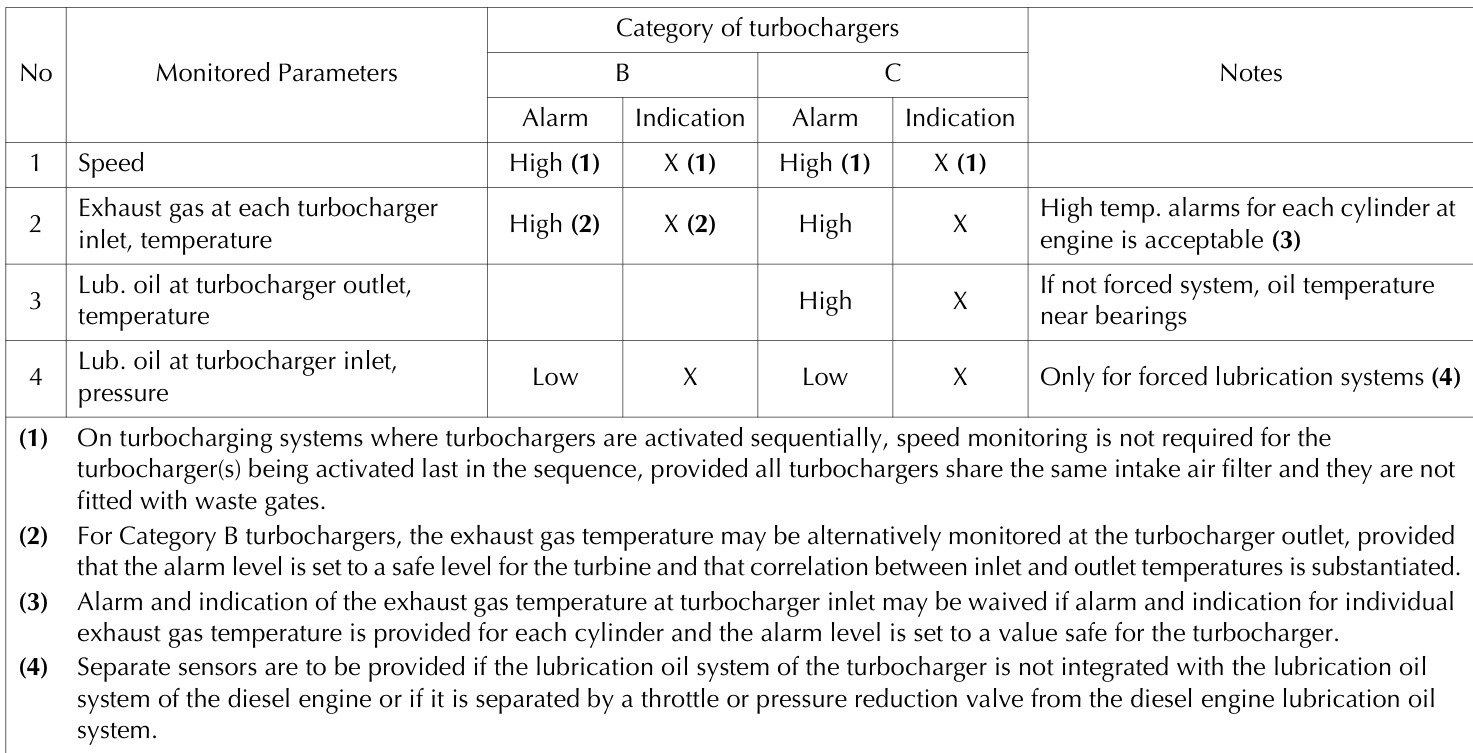 Category of turbochargers
No Monitored Parameters B C Notes
Alarm Indication Alarm Indication
1 Speed High (1) X (1) High (1) X (1)
2 Exhaust gas at each turbocharger inlet, temperature High (2) X (2) High X High temp. alarms for each cylinder at engine is acceptable (3)
3 Lub. oil at turbocharger outlet, temperature High X If not forced system, oil temperature near bearings
4 Lub. oil at turbocharger inlet, pressure Low X Low X Only for forced lubrication systems (4)
(1) On turbocharging systems where turbochargers are activated sequentially, speed monitoring is not required for the
turbocharger(s) being activated last in the sequence, provided all turbochargers share the same intake air filter and they are not
fitted with waste gates.
(2) For Category B turbochargers, the exhaust gas temperature may be alternatively monitored at the turbocharger outlet, provided
that the alarm level is set to a safe level for the turbine and that correlation between inlet and outlet temperatures is substantiated.
(3) Alarm and indication of the exhaust gas temperature at turbocharger inlet may be waived if alarm and indication for individual
exhaust gas temperature is provided for each cylinder and the alarm level is set to a value safe for the turbocharger.
(4) Separate sensors are to be provided if the lubrication oil system of the turbocharger is not integrated with the lubrication oil
system of the diesel engine or if it is separated by a throttle or pressure reduction valve from the diesel engine lubrication oil
system.